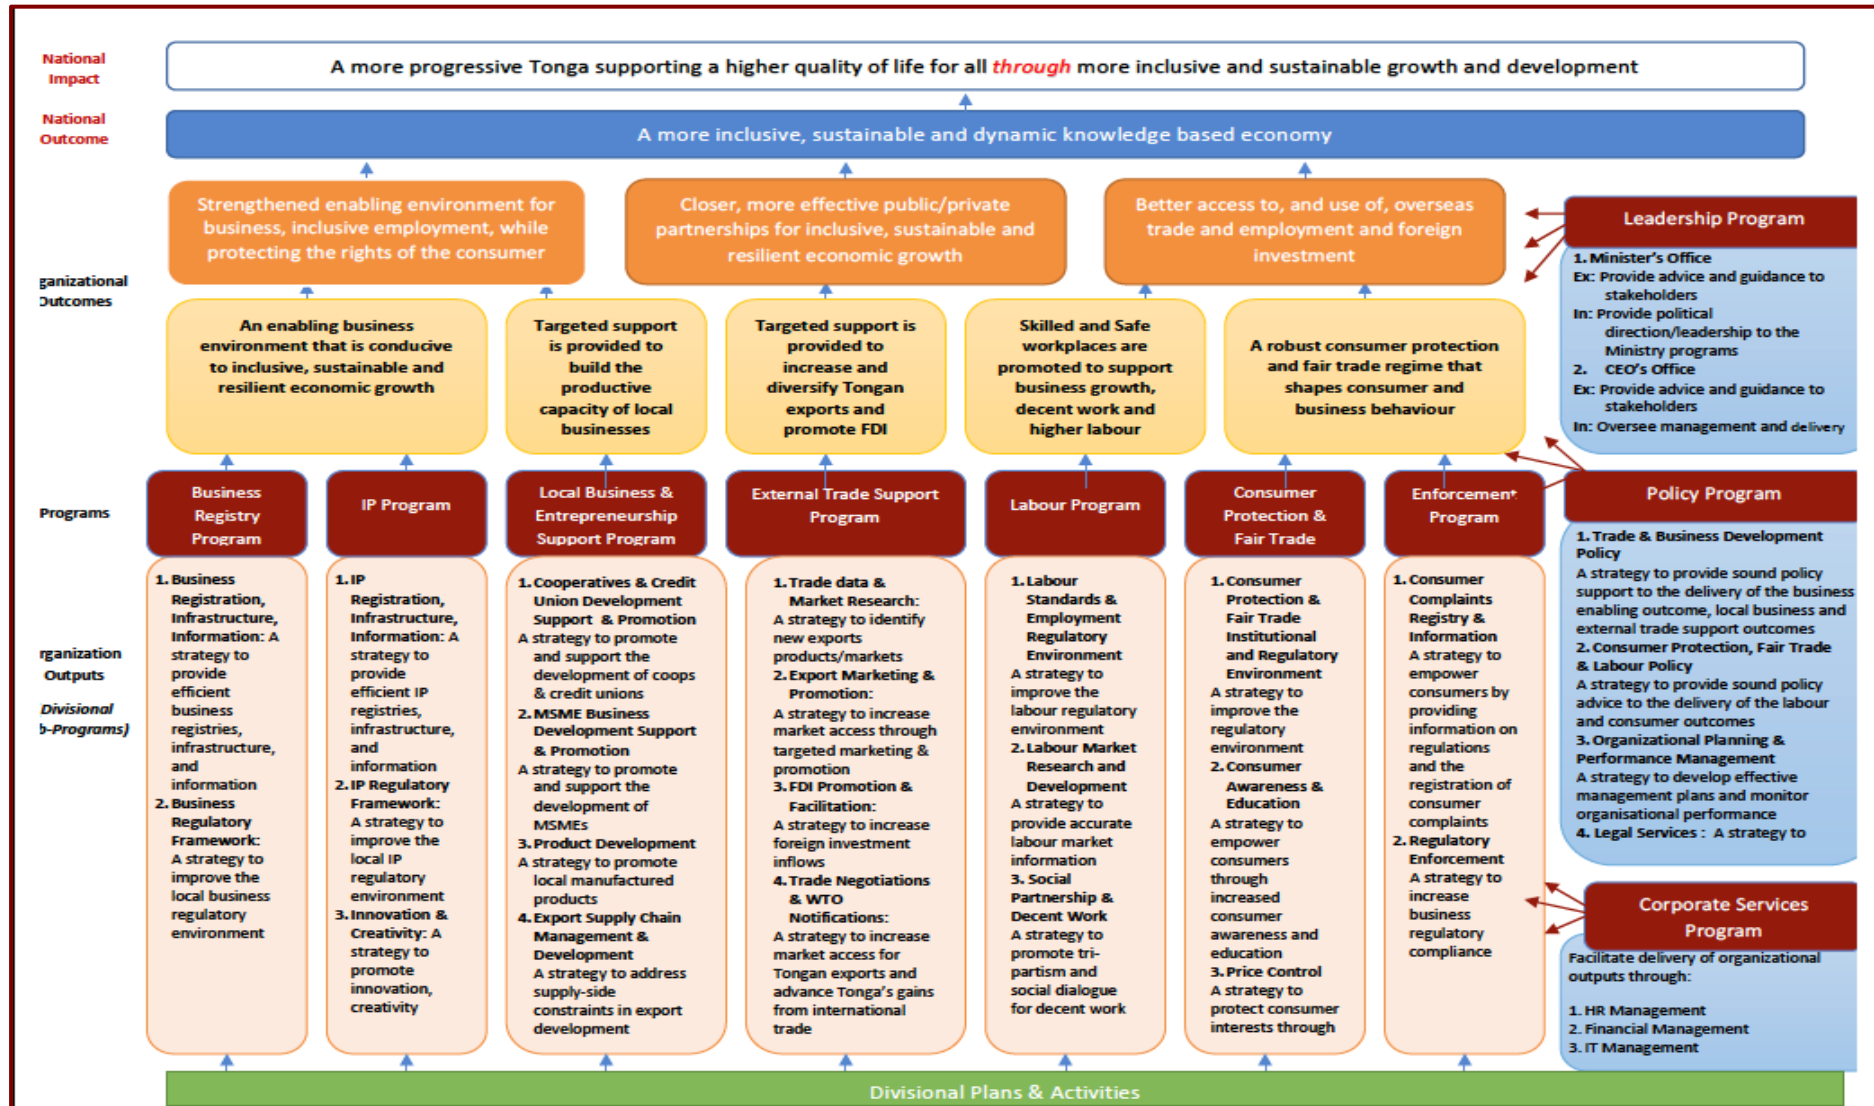 National
Impact
A more progressive Tonga supporting a higher quality of life for all through more inclusive and sustainable growth and development
National
Outcome
A more inclusive, sustainable and dynamic knowledge based economy
ganizational
Outcomes
Strengthened enabling environment for
business, inclusive employment, while
protecting the rights of the consumer
Closer, more effective public/private
partnerships for inclusive, sustainable and
resilient economic growth
Better access to, and use of, overseas
trade and employment and foreign
investment
An enabling business
environment that is conducive
to inclusive, sustainable and
resilient economic growth
Targeted support
is provided to
build the
productive
capacity of local
businesses
Targeted support is
provided to
increase and
diversify Tongan
exports and
promote FDI
Skilled and Safe
workplaces are
promoted to support
business growth,
decent work and
higher labour
A robust consumer protection
and fair trade regime that
shapes consumer and
business behaviour
Leadership Program
1. Minister's Office
Ex: Provide advice and guidance to
stakeholders
In: Provide political
direction/leadership to the
Ministry programs
2. CEO's Office
Ex: Provide advice and guidance to
stakeholders
In: Oversee management and delivery
Programs
Business
Registry
Program
IP Program
Local Business &
Entrepreneurship
Support Program
External Trade Support
Program
Labour Program
Consumer
Protection &
Fair Trade
Enforcement
Program
Policy Program
rganization
Outputs
(Divisional
b-Programs)
1. Business
Registration,
Infrastructure,
Information: A
strategy to
provide
efficient
business
registries,
infrastructure,
and
information
2. Business
Regulatory
Framework:
A strategy to
improve the
local business
regulatory
environment
1. IP
Registration,
Infrastructure,
Information: A
strategy to
provide
efficient IP
registries,
infrastructure,
and
information
2. IP Regulatory
Framework:
A strategy to
improve the
local IP
regulatory
environment
3. Innovation &
Creativity: A
strategy to
promote
innovation,
creativity
1. Cooperatives & Credit
Union Development
Support & Promotion
A strategy to promote
and support the
development of coops
& credit unions
2. MSME Business
Development Support
& Promotion
A strategy to promote
and support the
development of
MSMEs
3. Product Development
A strategy to promote
local manufactured
products
4. Export Supply Chain
Management &
Development
A strategy to address
supply-side
constraints in export
development
1. Trade data &
Market Research:
A strategy to identify
new exports
products/markets
2. Export Marketing &
Promotion:
A strategy to increase
market access through
targeted marketing &
promotion
3. FDI Promotion &
Facilitation:
A strategy to increase
foreign investment
inflows
4. Trade Negotiations
& WTO
Notifications:
A strategy to increase
market access for
Tongan exports and
advance Tonga's gains
from international
trade
1. Labour
Standards &
Employment
Regulatory
Environment
A strategy to
improve the
labour regulatory
environment
2. Labour Market
Research and
Development
A strategy to
provide accurate
labour market
information
3. Social
Partnership &
Decent Work
A strategy to
promote tri-
partism and
social dialogue
for decent work
1. Consumer
Protection &
Fair Trade
Institutional
and Regulatory
Environment
A strategy to
improve the
regulatory
environment
2. Consumer
Awareness &
Education
A strategy to
empower
consumers
through
increased
consumer
awareness and
education
3. Price Control
A strategy to
protect consumer
interests through
1. Consumer
Complaints
Registry &
Information
A strategy to
empower
consumers by
providing
information on
regulations
and the
registration of
consumer
complaints
2. Regulatory
Enforcement
A strategy to
increase
business
regulatory
compliance
1. Trade & Business Development
Policy
A strategy to provide sound policy
support to the delivery of the business
enabling outcome, local business and
external trade support outcomes
2. Consumer Protection, Fair Trade
& Labour Policy
A strategy to provide sound policy
advice to the delivery of the labour
and consumer outcomes
3. Organizational Planning &
Performance Management
A strategy to develop effective
management plans and monitor
organisational performance
4. Legal Services : A strategy to
Corporate Services
Program
Facilitate delivery of organizational
outputs through:
1. HR Management
2. Financial Management
3. IT Management
Divisional Plans & Activities